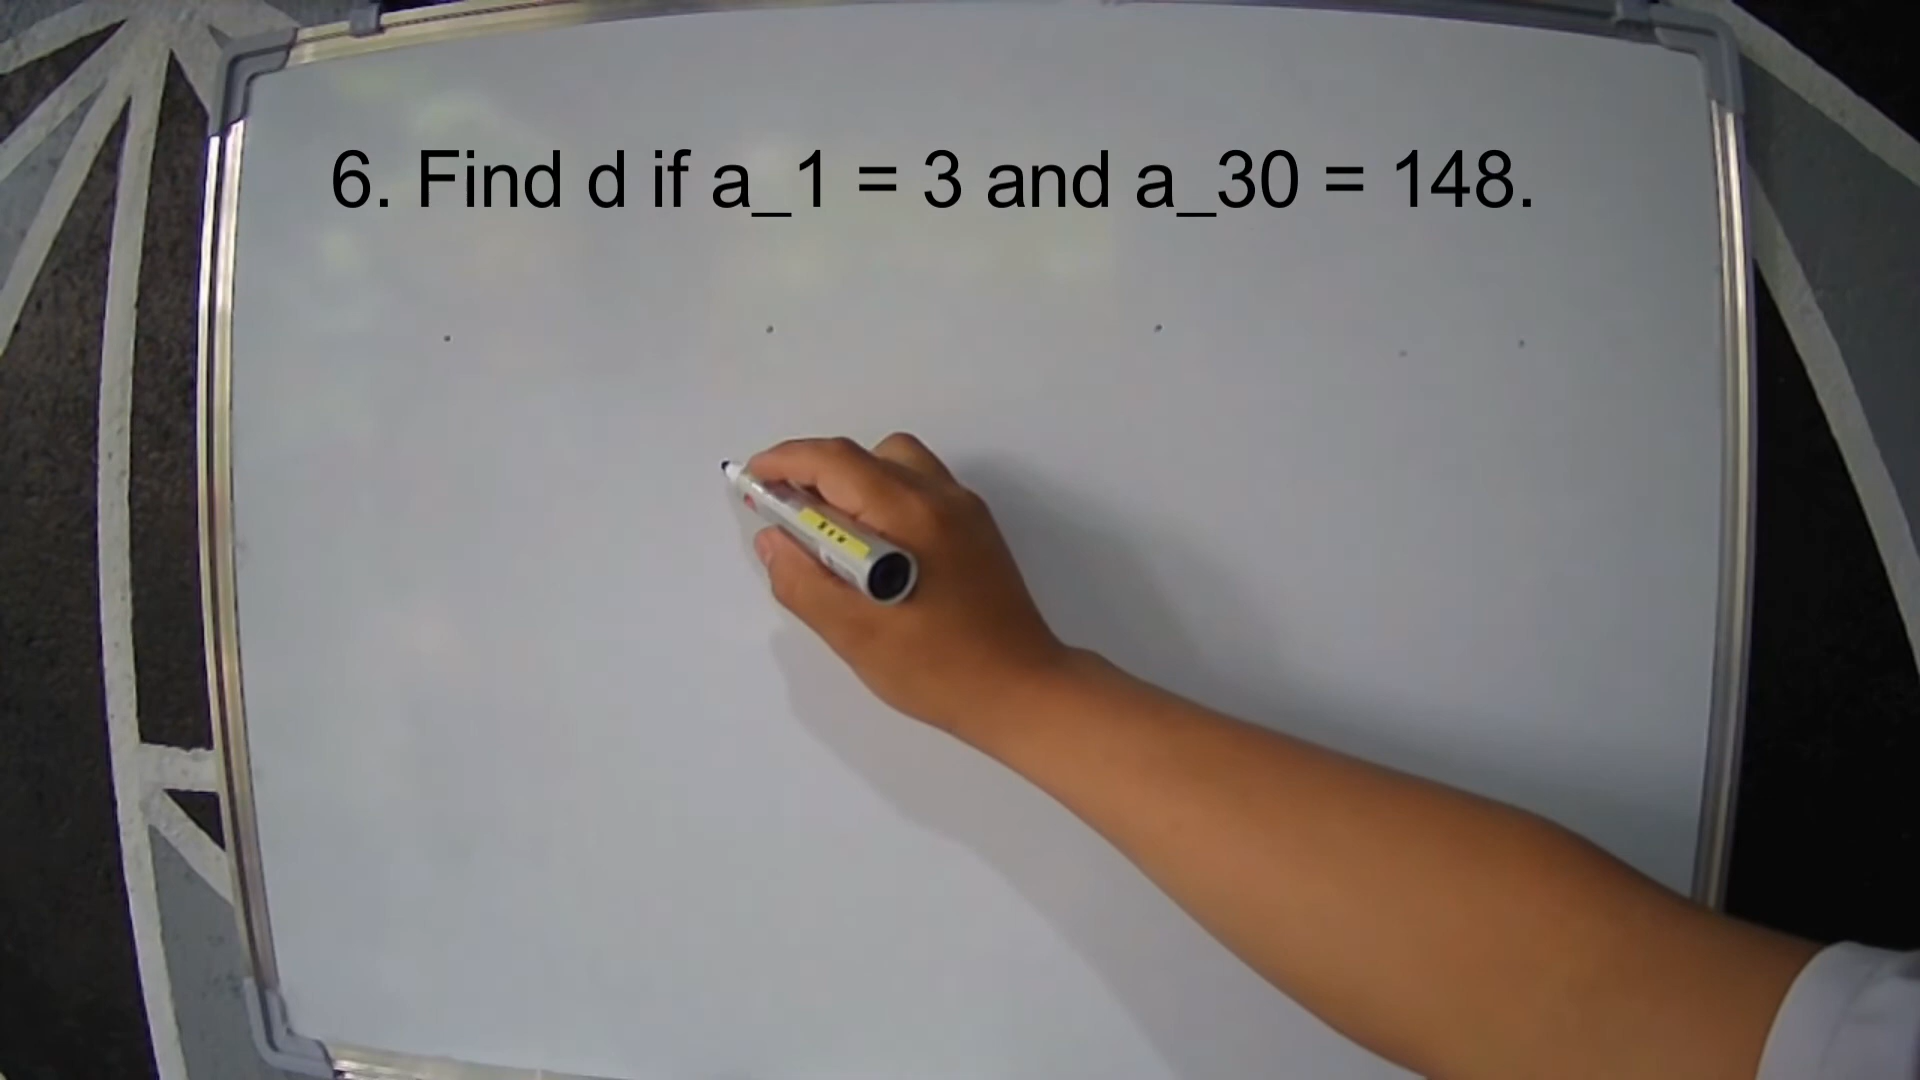 6. Find d if a_1 = 3 and a_30 = 148.